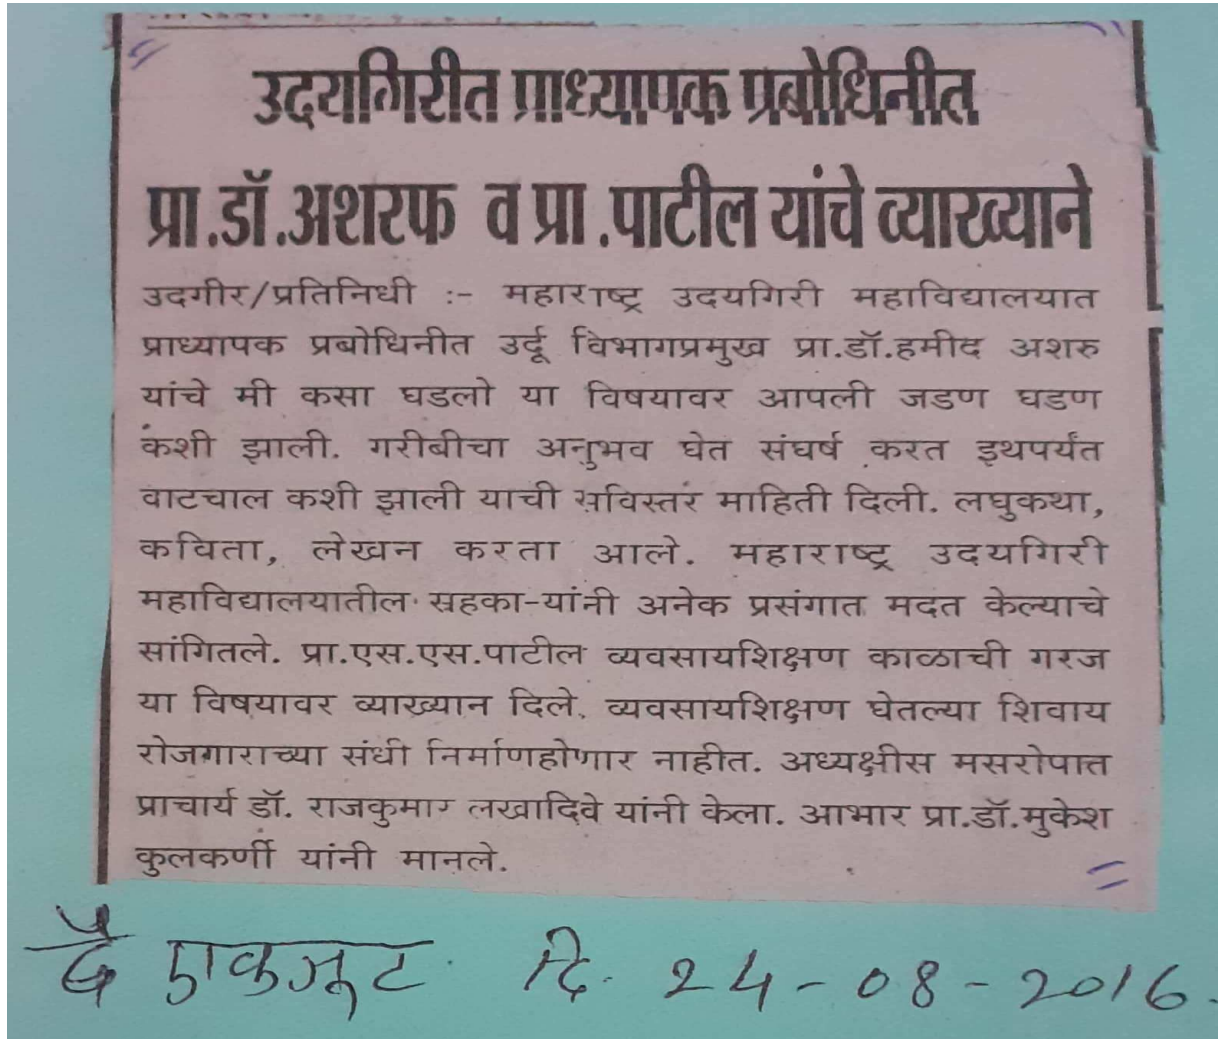 उदयगिरीत प्राध्यापक प्रबोधिनीत
प्रा.डॉ.अशरफ व प्रा.पाटील यांचे व्याख्याने
उदगीर/प्रतिनिधी :- महाराष्ट्र उदयगिरी महाविद्यालयात
प्राध्यापक प्रबोधिनीत उर्दू विभागप्रमुख प्रा.डॉ.हमीद अशरु
यांचे मी कसा घडलो या विषयावर आपली जडण घडण
कंशी झाली. गरीबीचा अनुभव घेत संघर्ष करत इथपर्यंत
वाटचाल कशी झाली याची सविस्तर माहिती दिली. लघुकथा,
कविता, लेखन करता आले. महाराष्ट्र उदयगिरी
महाविद्यालयातील सहका-यांनी अनेक प्रसंगात मदत केल्याचे
सांगितले. प्रा.एस.एस.पाटील व्यवसायशिक्षण काळाची गरज
या विषयावर व्याख्यान दिले. व्यवसायशिक्षण घेतल्या शिवाय
रोजगाराच्या संधी निर्माणहोणार नाहीत. अध्यक्षीस मसरोपात
प्राचार्य डॉ. राजकुमार लखादिवे यांनी केला. आभार प्रा.डॉ.मुकेश
कुलकर्णी यांनी मानले.
दै एकजूट. दि. 24-08-2016.